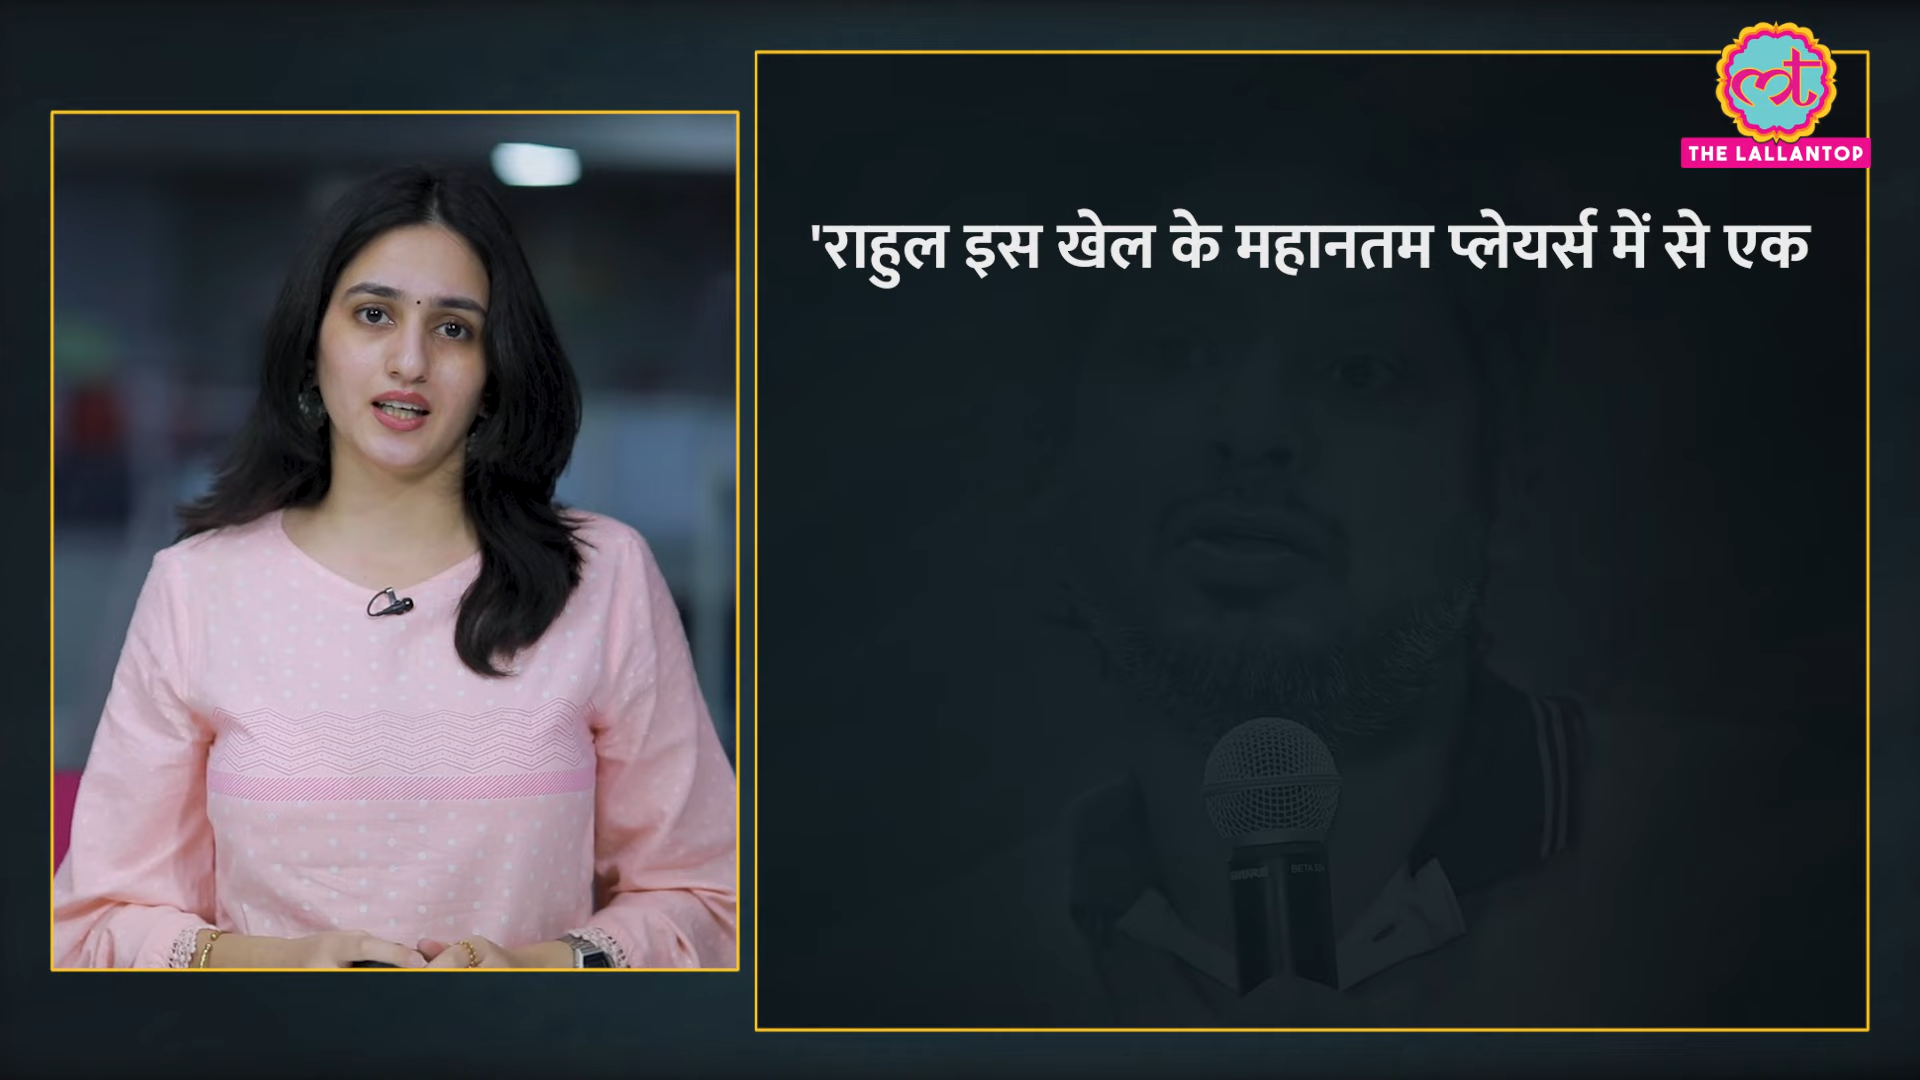 THE LALLANTOP
'राहुल इस खेल के महानतम प्लेयर्स में से एक